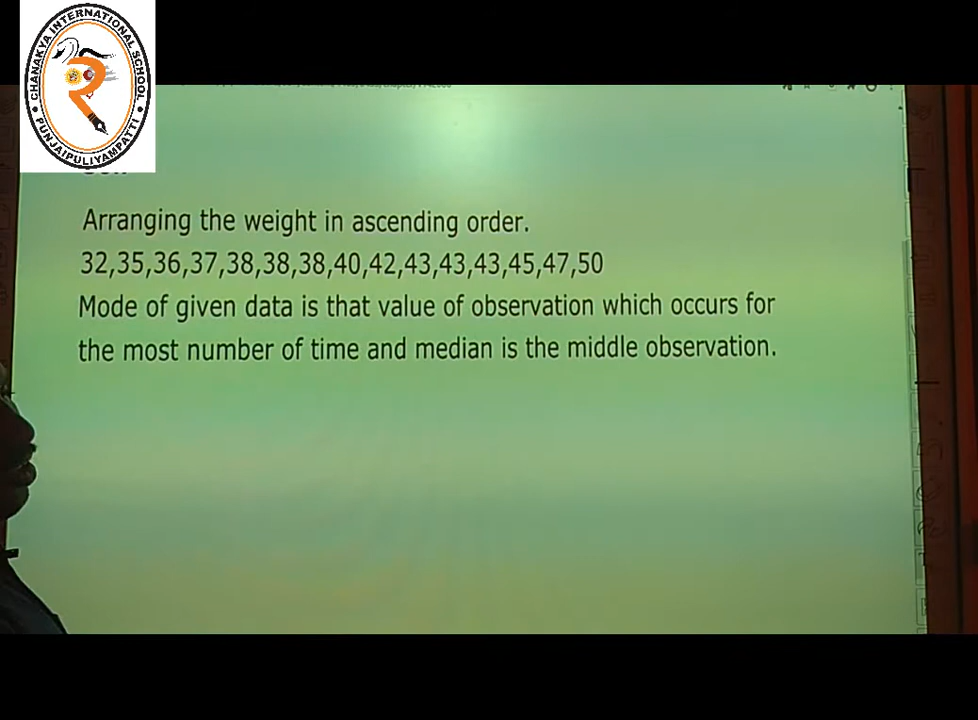 CHANAKYA INTERNATIONAL SCHOOL
PUNJAIPULIYAMPATTI
Arranging the weight in ascending order.
32,35,36,37,38,38,38,40,42,43,43,43,45,47,50
Mode of given data is that value of observation which occurs for
the most number of time and median is the middle observation.